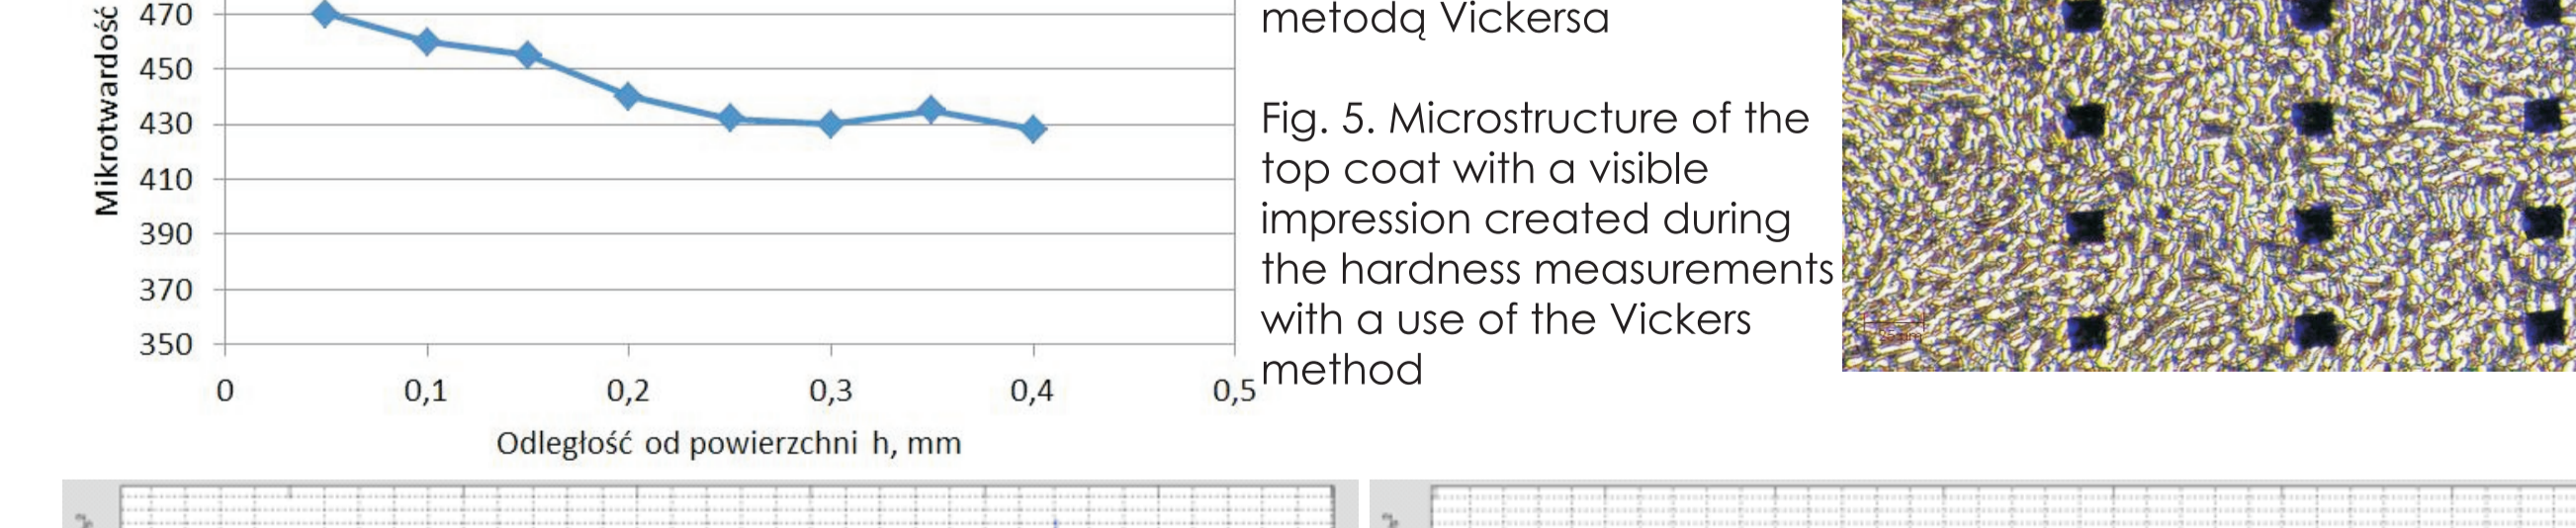 Mikrotwardość
470
450
430
410
390
370
350
0 0,1 0,2 0,3 0,4 0,5
Odległość od powierzchni h, mm
metodą Vickersa
Fig. 5. Microstructure of the
top coat with a visible
impression created during
the hardness measurements
with a use of the Vickers
method